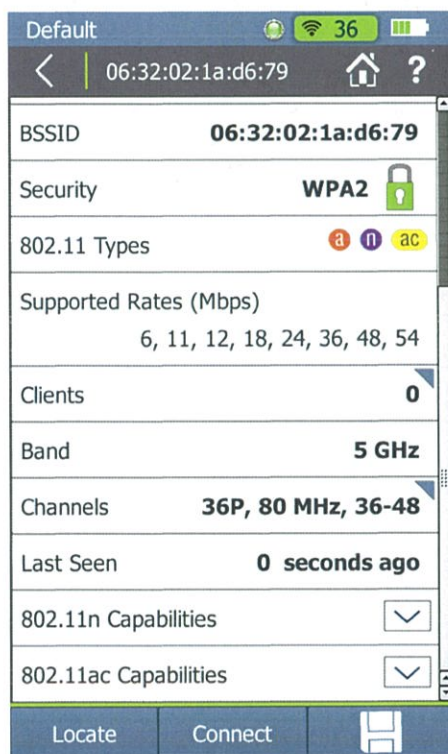 Default 36
06:32:02:1a:d6:79 ?
BSSID 06:32:02:1a:d6:79
Security WPA2
802.11 Types a n ac
Supported Rates (Mbps)
6, 11, 12, 18, 24, 36, 48, 54
Clients 0
Band 5 GHz
Channels 36P, 80 MHz, 36-48
Last Seen 0 seconds ago
802.11n Capabilities
802.11ac Capabilities
Locate Connect